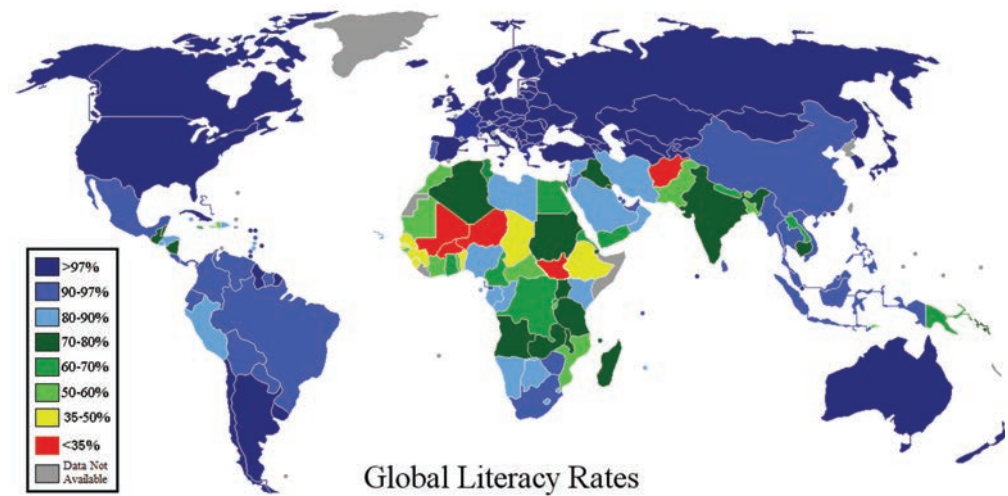 >97%
90-97%
80-90%
70-80%
60-70%
50-60%
35-50%
<35%
Data Not
Available
Global Literacy Rates